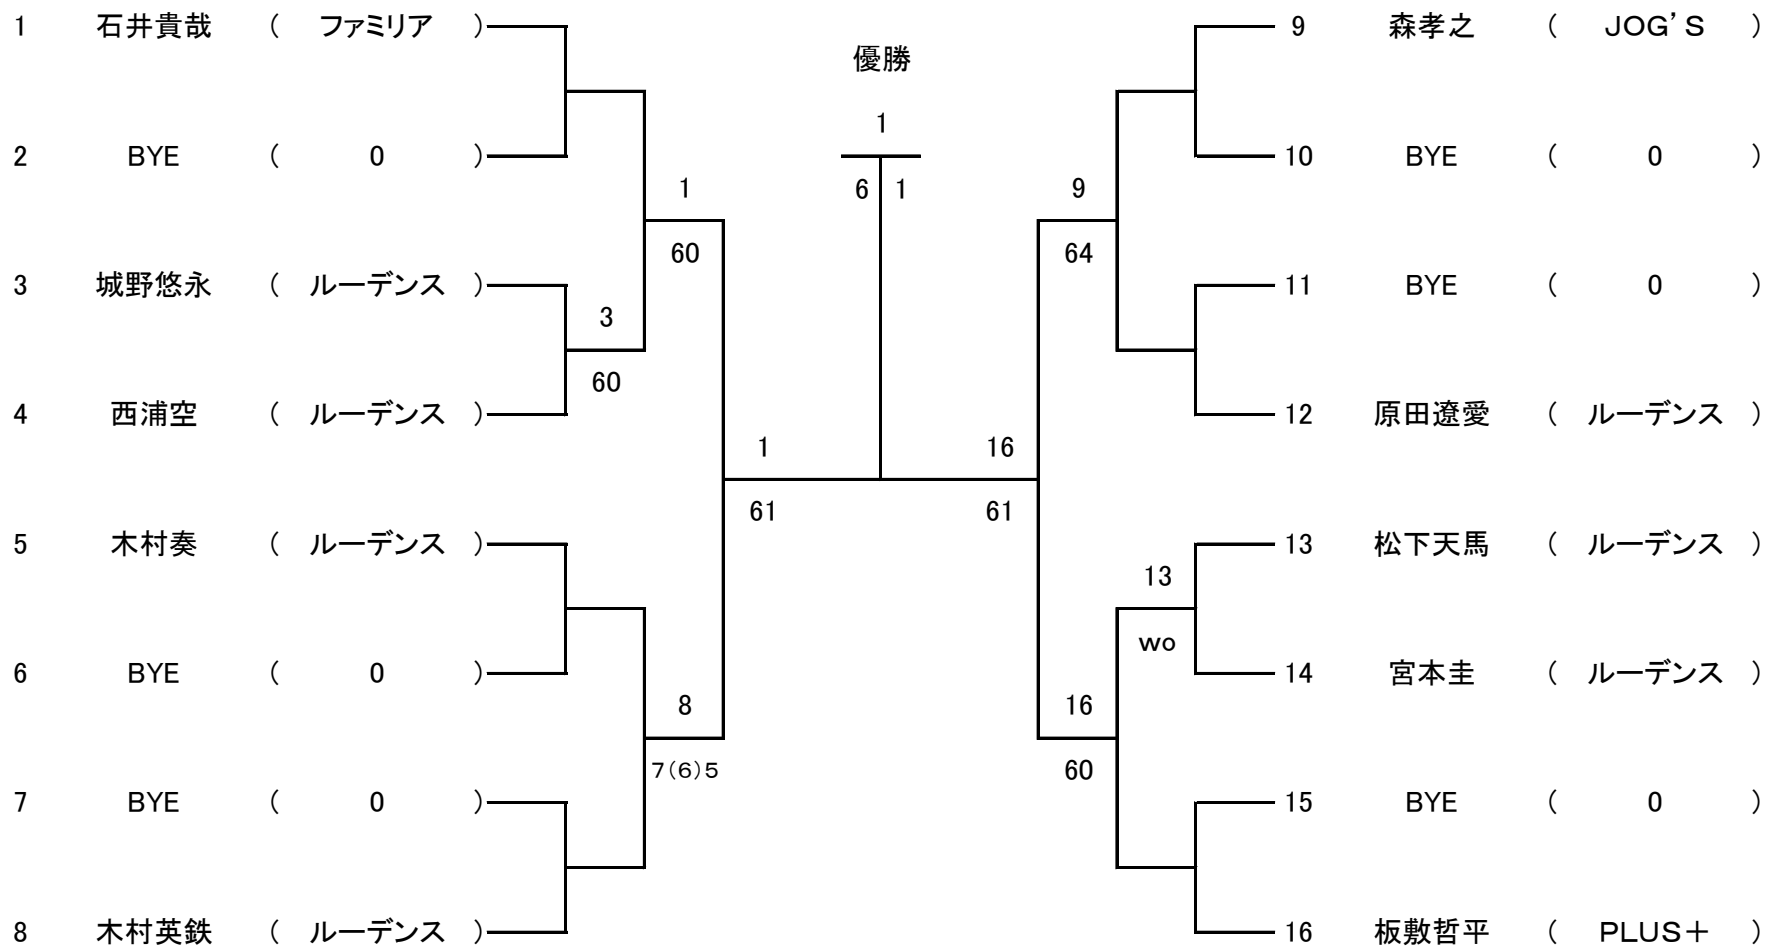 1 石井貴哉 ( ファミリア )
9 森孝之 ( JOG'S )
優勝
1
2 BYE ( 0 )
10 BYE ( 0 )
1
6 1
9
60
64
3 城野悠永 ( ルーデンス )
11 BYE ( 0 )
3
60
4 西浦空 ( ルーデンス )
12 原田遼愛 ( ルーデンス )
1
16
61
61
5 木村奏 ( ルーデンス )
13 松下天馬 ( ルーデンス )
13
wo
6 BYE ( 0 )
14 宮本圭 ( ルーデンス )
8
16
7(6)5
60
7 BYE ( 0 )
15 BYE ( 0 )
8 木村英鉄 ( ルーデンス )
16 板敷哲平 ( PLUS+ )